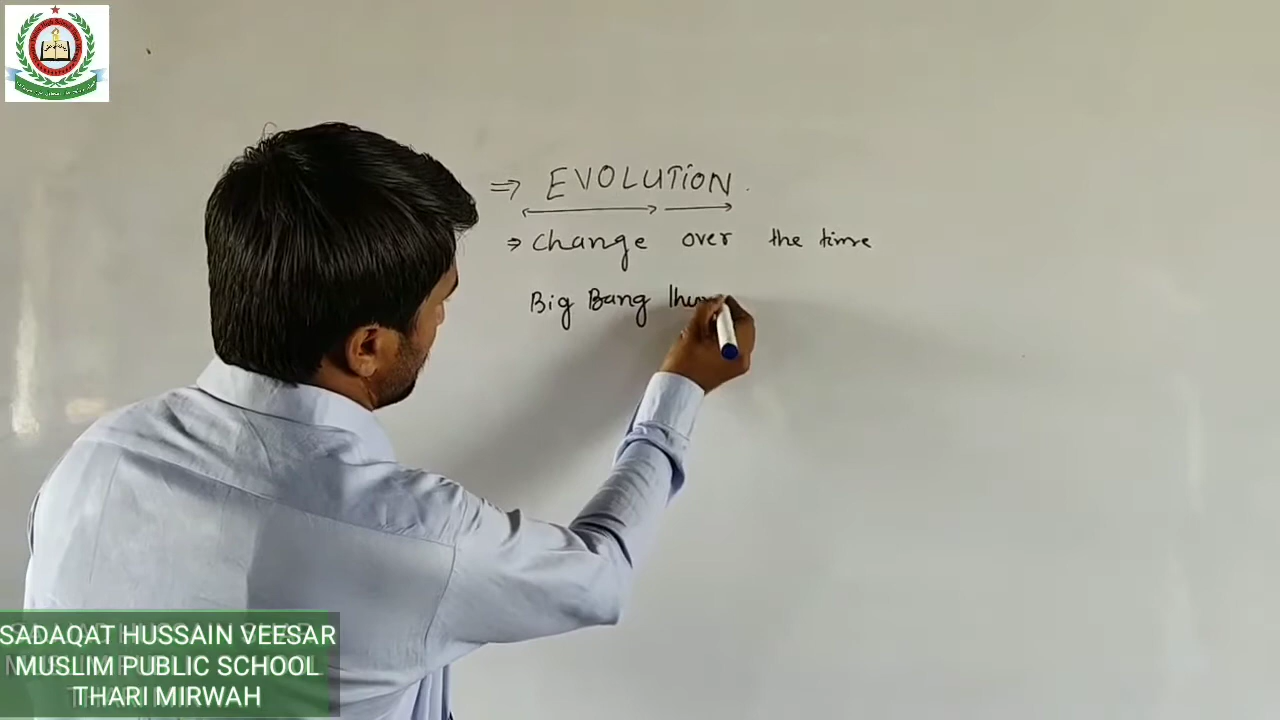 ⇒ EVOLUTION.
⇒ Change over the time
Big Bang
SADAQAT HUSSAIN VEESAR
MUSLIM PUBLIC SCHOOL
THARI MIRWAH